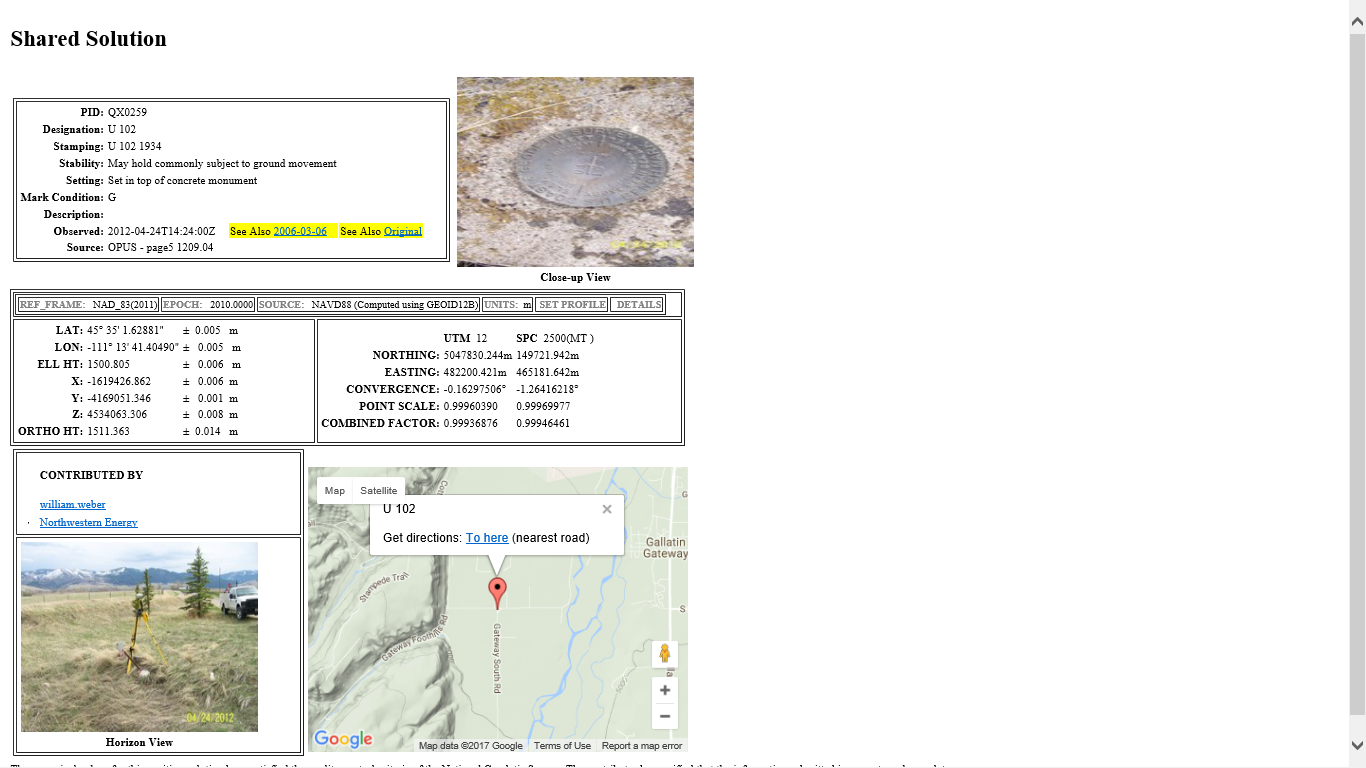 Shared Solution
PID: QX0259
Designation: U 102
Stamping: U 102 1934
Stability: May hold commonly subject to ground movement
Setting: Set in top of concrete monument
Mark Condition: G
Description:
Observed: 2012-04-24T14:24:00Z See Also 2006-03-06 See Also Original
Source: OPUS - page5 1209.04
Close-up View
REF_FRAME: NAD_83(2011) EPOCH: 2010.0000 SOURCE: NAVD88 (Computed using GEOID12B) UNITS: m SET PROFILE DETAILS
LAT: 45° 35' 1.62881" ± 0.005 m
LON: -111° 13' 41.40490" ± 0.005 m
ELL HT: 1500.805 ± 0.006 m
X: -1619426.862 ± 0.006 m
Y: -4169051.346 ± 0.001 m
Z: 4534063.306 ± 0.008 m
ORTHO HT: 1511.363 ± 0.014 m
UTM 12 SPC 2500(MT )
NORTHING: 5047830.244m 149721.942m
EASTING: 482200.421m 465181.642m
CONVERGENCE: -0.16297506° -1.26416218°
POINT SCALE: 0.99960390 0.99969977
COMBINED FACTOR: 0.99936876 0.99946461
CONTRIBUTED BY
william.weber
Northwestern Energy
04/24/2012
Horizon View
Map Satellite
U 102
Get directions: To here (nearest road)
Gallatin
Gateway
Stampede Trail
Gateway Foothills Rd
Gateway South Rd
Google
Map data ©2017 Google Terms of Use Report a map error